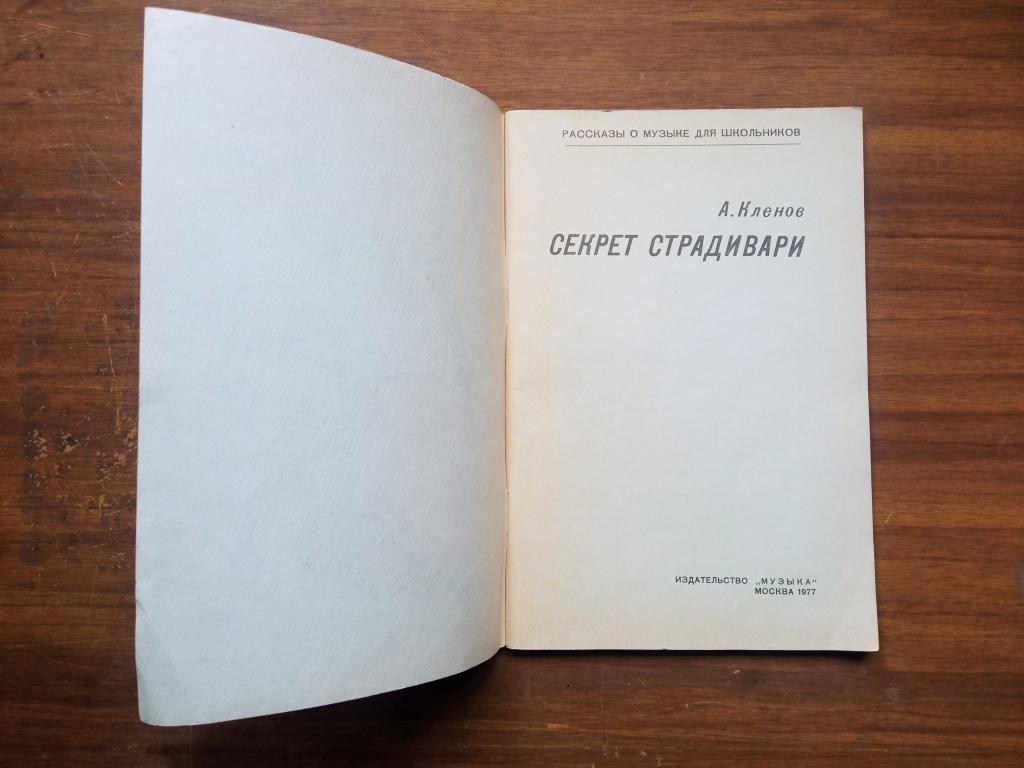 РАССКАЗЫ О МУЗЫКЕ ДЛЯ ШКОЛЬНИКОВ
А. Кленов
СЕКРЕТ СТРАДИВАРИ
ИЗДАТЕЛЬСТВО „МУЗЫКА“
МОСКВА 1977